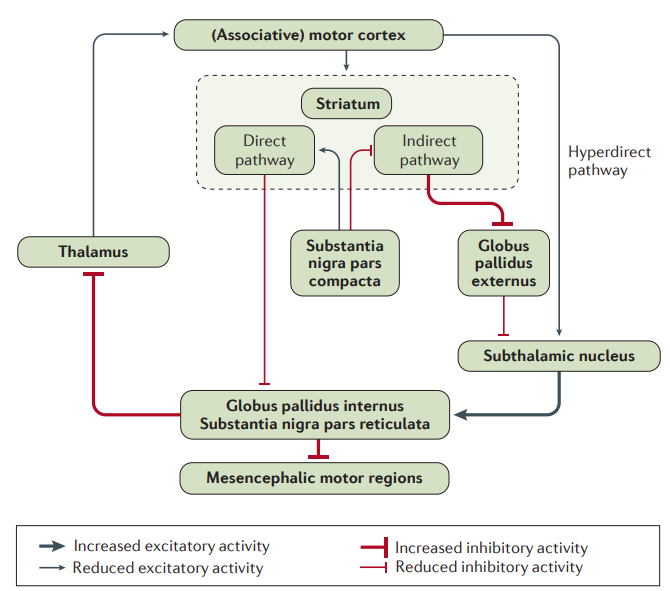 (Associative) motor cortex
Striatum
Direct
pathway
Indirect
pathway
Hyperdirect
pathway
Thalamus
Substantia
nigra pars
compacta
Globus
pallidus
externus
Subthalamic nucleus
Globus pallidus internus
Substantia nigra pars reticulata
Mesencephalic motor regions
Increased excitatory activity
Reduced excitatory activity
Increased inhibitory activity
Reduced inhibitory activity